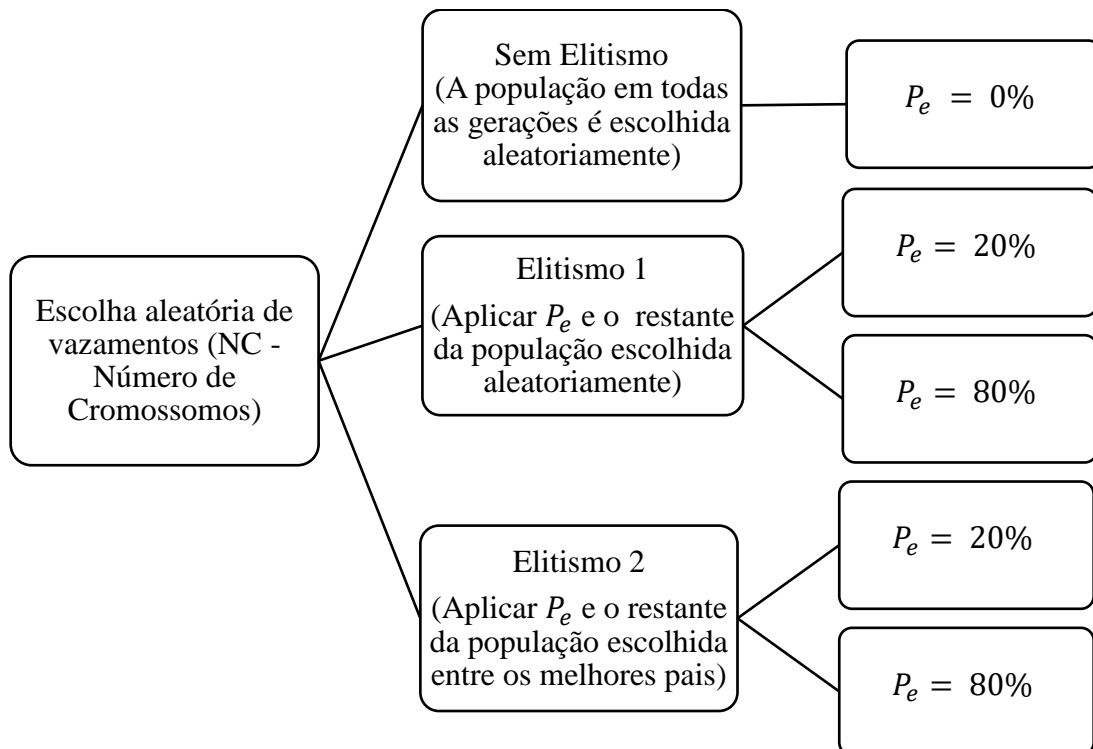 Escolha aleatória de
vazamentos (NC -
Número de
Cromossomos)
Sem Elitismo
(A população em todas
as gerações é escolhida
aleatoriamente)
P_e = 0%
Elitismo 1
(Aplicar P_e e o restante
da população escolhida
aleatoriamente)
P_e = 20%
P_e = 80%
Elitismo 2
(Aplicar P_e e o restante
da população escolhida
entre os melhores pais)
P_e = 20%
P_e = 80%